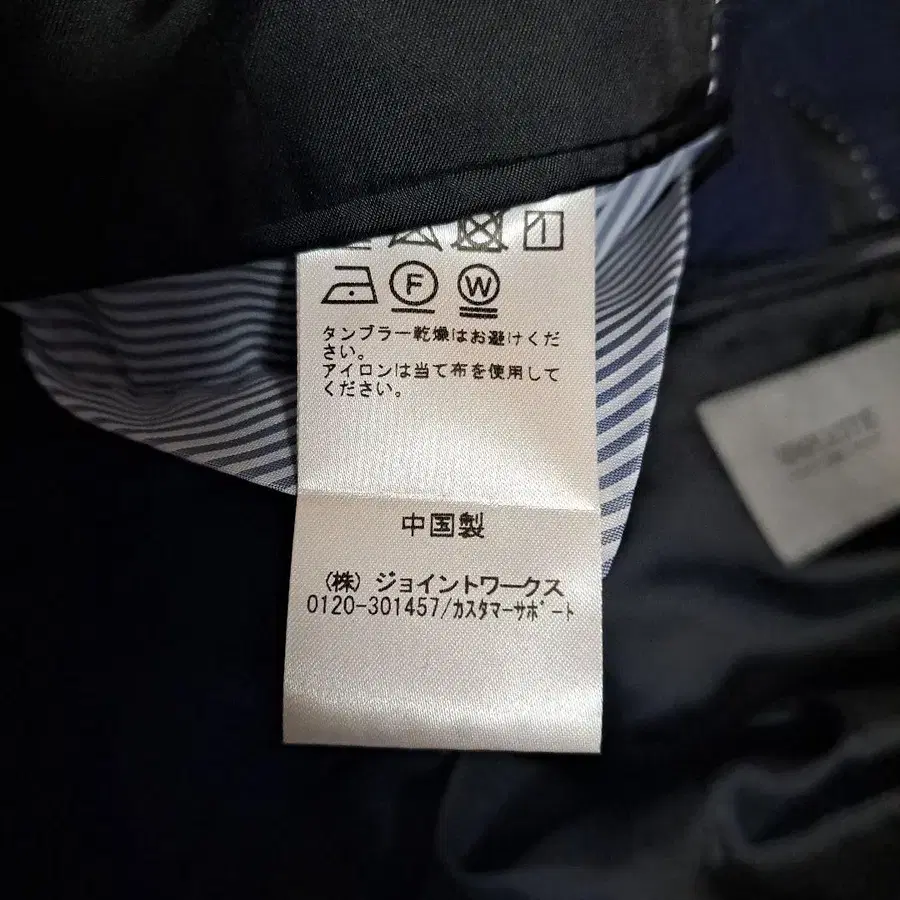 F W
タンブラー乾燥はお避けくだ
さい。
アイロンは当て布を使用して
ください。
中国製
(株) ジョイントワークス
0120-301457/ｶｽﾀﾏｰｻﾎﾟｰﾄ